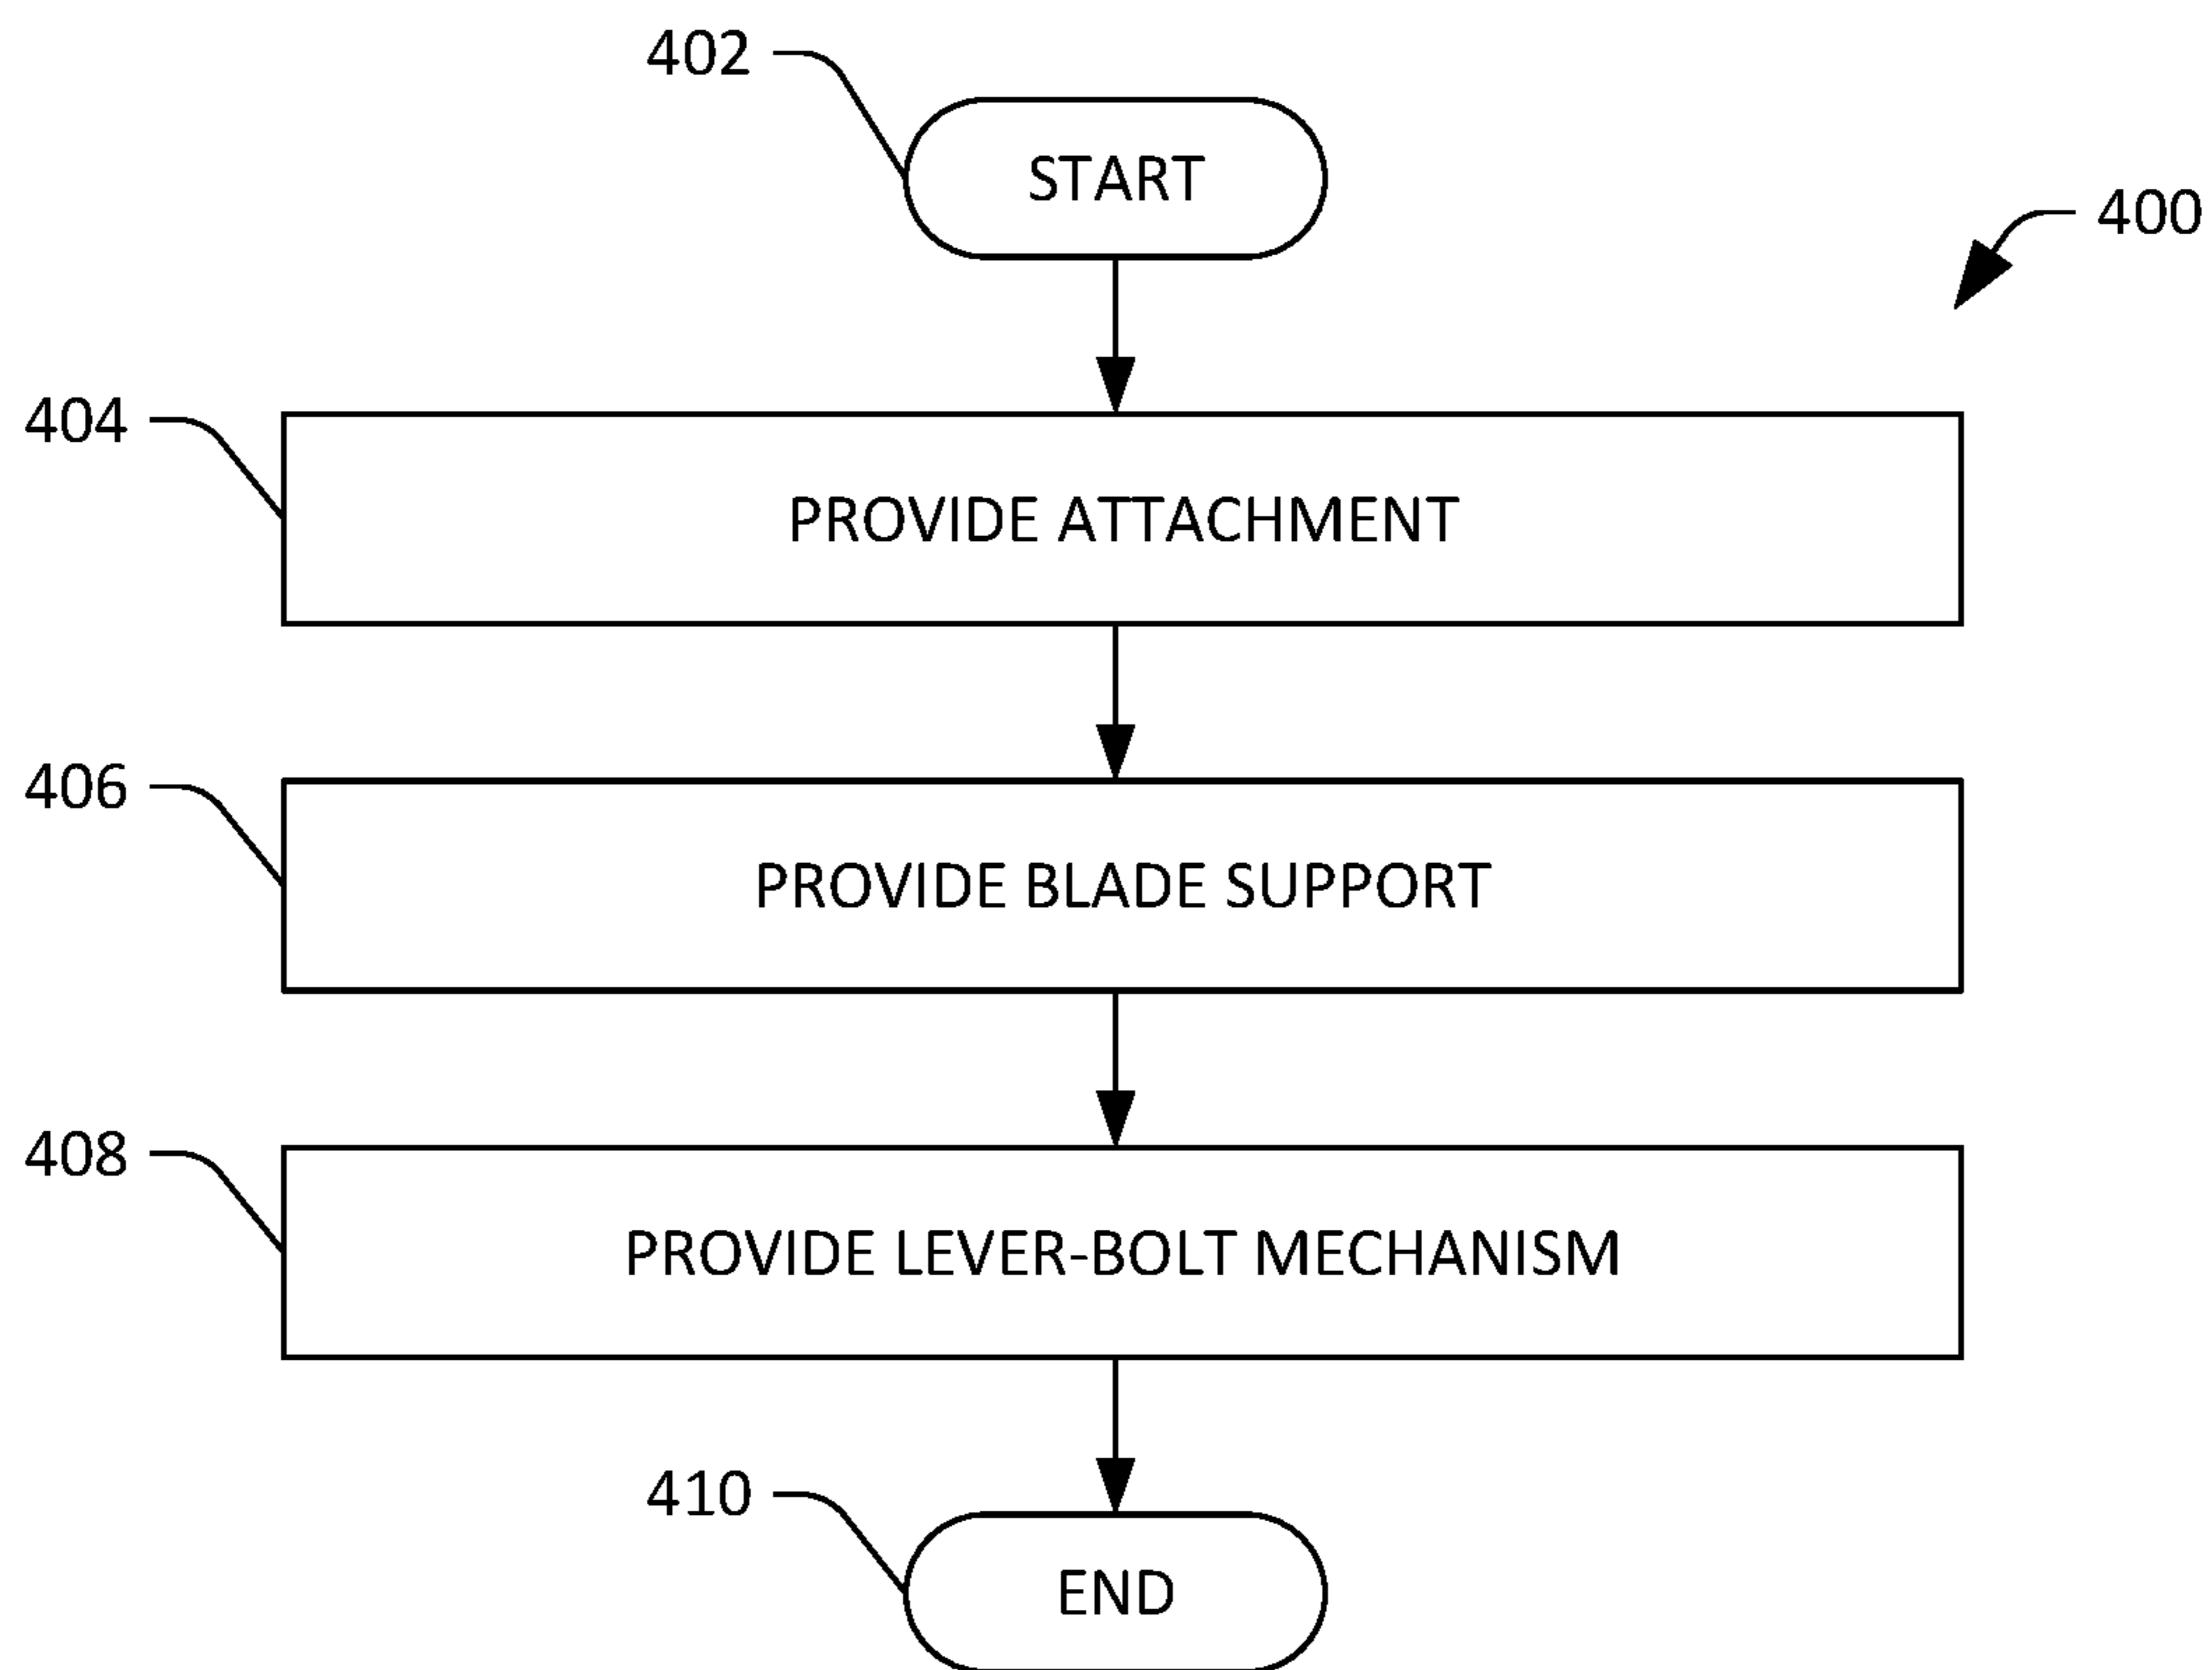 402
START
400
404
PROVIDE ATTACHMENT
406
PROVIDE BLADE SUPPORT
408
PROVIDE LEVER-BOLT MECHANISM
410
END